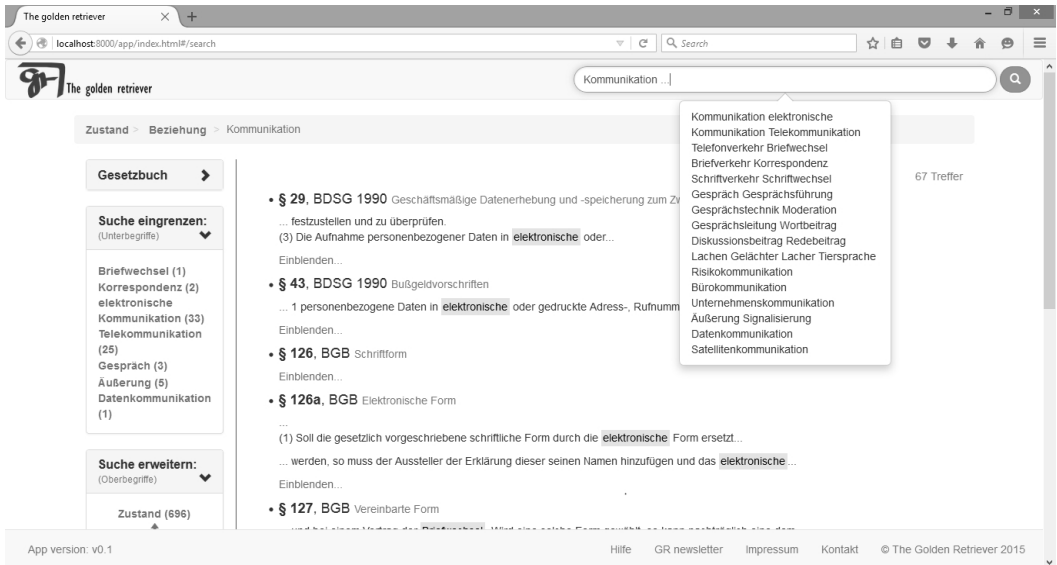 The golden retriever
localhost:8000/app/index.html#/search
Search
The golden retriever
Kommunikation ...
Kommunikation elektronische
Kommunikation Telekommunikation
Telefonverkehr Briefwechsel
Briefverkehr Korrespondenz
Schriftverkehr Schriftwechsel
Gespräch Gesprächsführung
Gesprächstechnik Moderation
Gesprächsleitung Wortbeitrag
Diskussionsbeitrag Redebeitrag
Lachen Gelächter Lacher Tiersprache
Risikokommunikation
Bürokommunikation
Unternehmenskommunikation
Äußerung Signalisierung
Datenkommunikation
Satellitenkommunikation
Zustand > Beziehung > Kommunikation
Gesetzbuch
Suche eingrenzen:
(Unterbegriffe)
Briefwechsel (1)
Korrespondenz (2)
elektronische
Kommunikation (33)
Telekommunikation
(25)
Gespräch (3)
Äußerung (5)
Datenkommunikation
(1)
Suche erweitern:
(Oberbegriffe)
Zustand (696)
67 Treffer
• § 29, BDSG 1990 Geschäftsmäßige Datenerhebung und -speicherung zum
... festzustellen und zu überprüfen.
(3) Die Aufnahme personenbezogener Daten in elektronische oder...
Einblenden...
• § 43, BDSG 1990 Bußgeldvorschriften
... 1 personenbezogene Daten in elektronische oder gedruckte Adress-,
Einblenden...
• § 126, BGB Schriftform
Einblenden...
• § 126a, BGB Elektronische Form
...
(1) Soll die gesetzlich vorgeschriebene schriftliche Form durch die elektronische Form ersetzt...
... werden, so muss der Aussteller der Erklärung dieser seinen Namen hinzufügen und das elektronische...
Einblenden...
• § 127, BGB Vereinbarte Form
App version: v0.1
Hilfe GR newsletter Impressum Kontakt © The Golden Retriever 2015